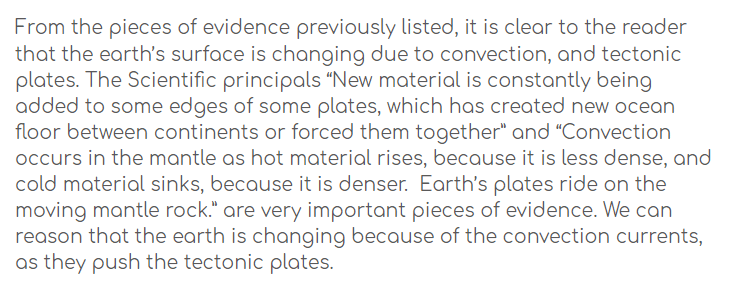 From the pieces of evidence previously listed, it is clear to the reader
that the earth's surface is changing due to convection, and tectonic
plates. The Scientific principals “New material is constantly being
added to some edges of some plates, which has created new ocean
floor between continents or forced them together” and “Convection
occurs in the mantle as hot material rises, because it is less dense, and
cold material sinks, because it is denser.  Earth's plates ride on the
moving mantle rock.” are very important pieces of evidence. We can
reason that the earth is changing because of the convection currents,
as they push the tectonic plates.